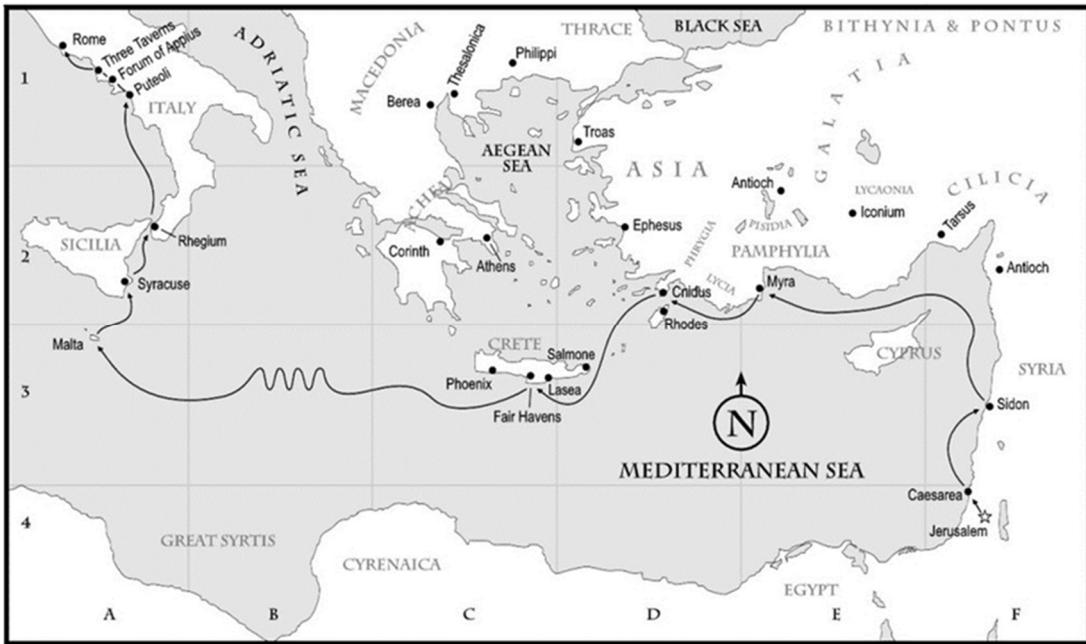 Rome
Three Taverns
Forum of Appius
Puteoli
ITALY
ADRIATIC SEA
MACEDONIA
Thesalonica
Berea
Philippi
THRACE
BLACK SEA
BITHYNIA & PONTUS
1
AEGEAN
SEA
Troas
ASIA
GALATIA
Antioch
LYCAONIA
Iconium
PISIDIA
CILICIA
Tarsus
SICILIA
Rhegium
Syracuse
2
ACHEA
Corinth
Athens
Ephesus
PHRYGIA
PAMPHYLIA
LYCIA
Cnidus
Myra
Rhodes
Antioch
Malta
CRETE
Salmone
Phoenix
Lasea
Fair Havens
CYPRUS
SYRIA
3
N
Sidon
MEDITERRANEAN SEA
Caesarea
Jerusalem
4
GREAT SYRTIS
CYRENAICA
EGYPT
A
B
C
D
E
F